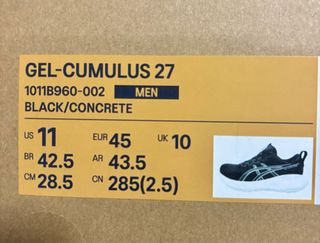 GEL-CUMULUS 27
1011B960-002 MEN
BLACK/CONCRETE
US 11 EUR 45 UK 10
BR 42.5 AR 43.5
CM 28.5 CN 285(2.5)